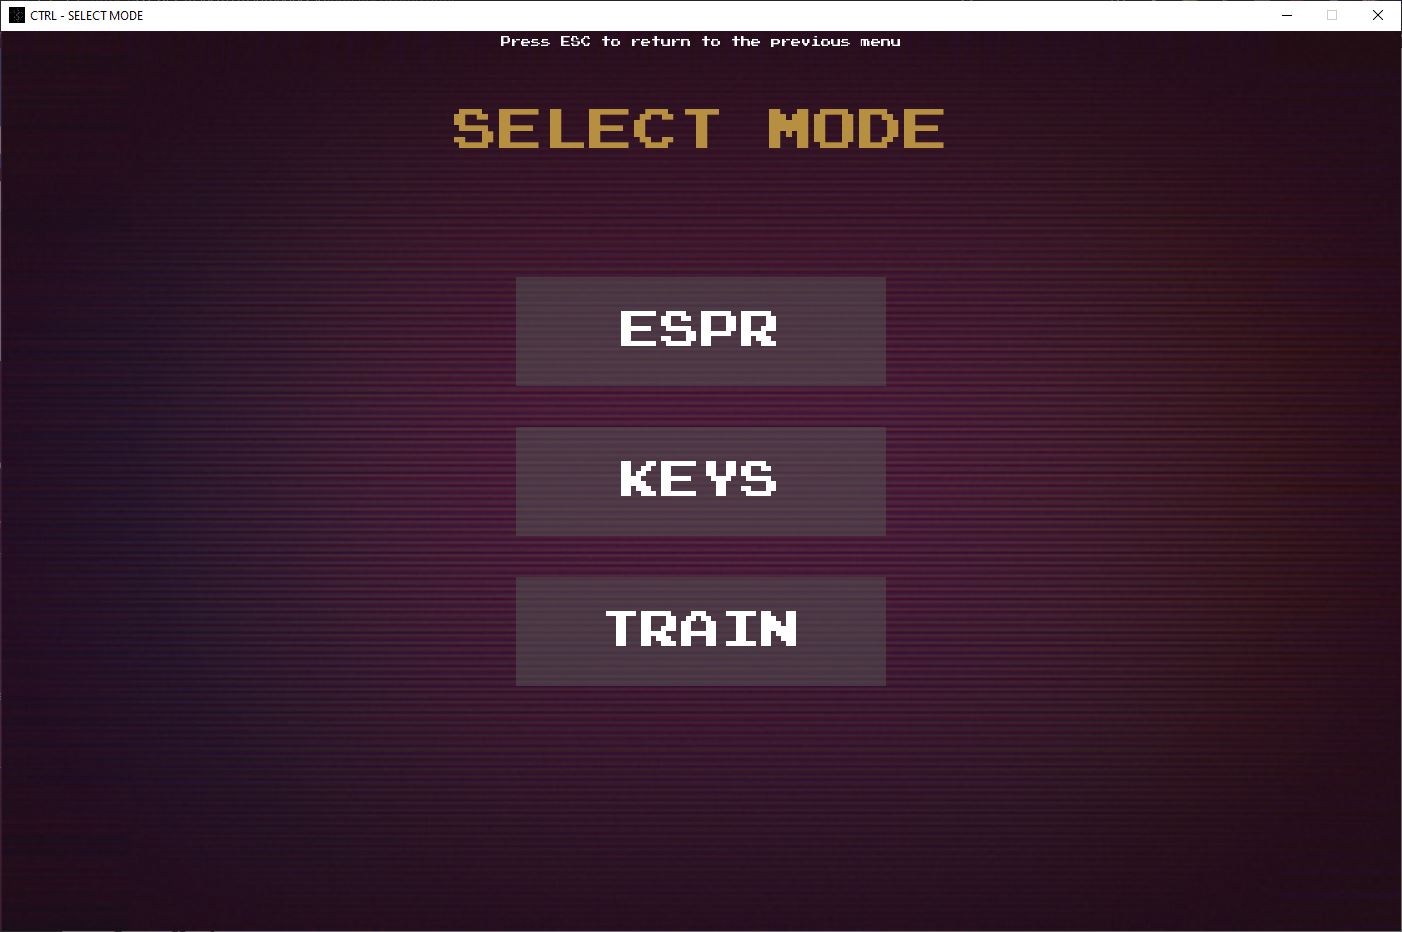 CTRL - SELECT MODE
Press ESC to return to the previous menu
SELECT MODE
ESPR
KEYS
TRAIN